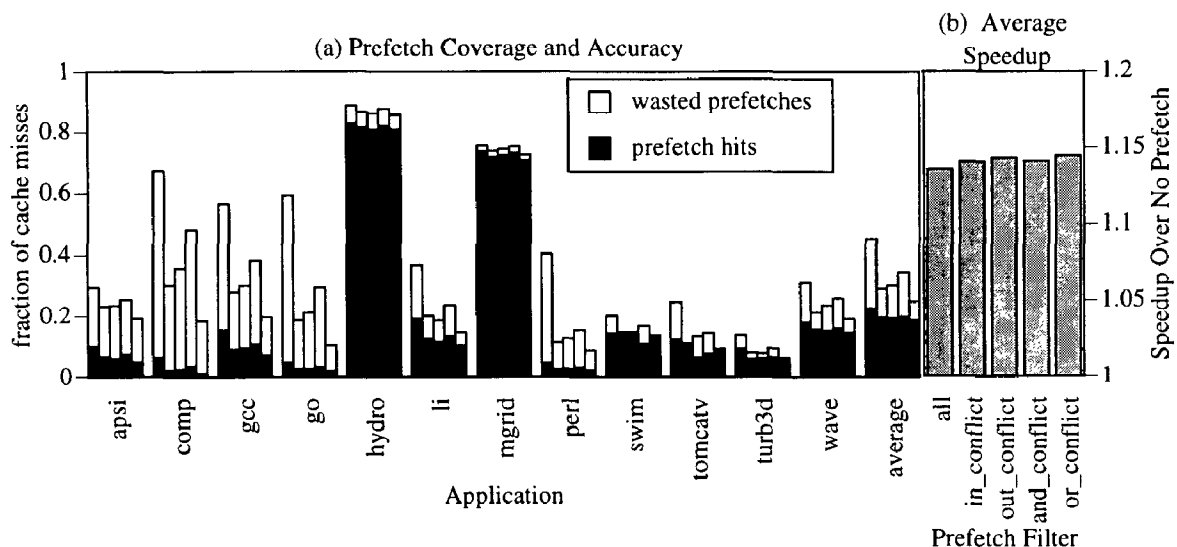 (a) Prefetch Coverage and Accuracy
(b) Average
Speedup
1
0.8
0.6
0.4
0.2
0
fraction of cache misses
wasted prefetches
prefetch hits
1.2
1.15
1.1
1.05
1
Speedup Over No Prefetch
apsi
comp
gcc
go
hydro
li
mgrid
perl
swim
tomcatv
turb3d
wave
average
all
in_conflict
out_conflict
and_conflict
or_conflict
Application
Prefetch Filter